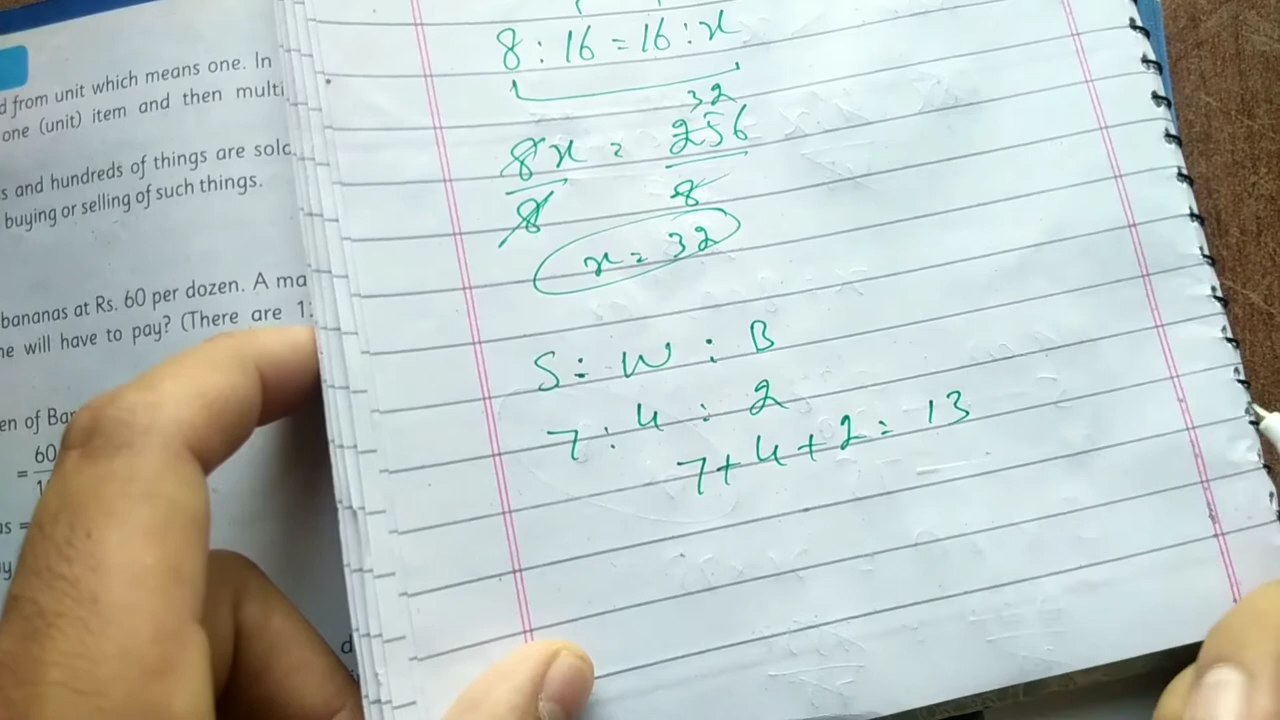 d from unit which means one. In
one (unit) item and then multi
s and hundreds of things are solc
buying or selling of such things.
bananas at Rs. 60 per dozen. A ma
he will have to pay? (There are 1
en of Bar
= 60
8 : 16 = 16 : x
32
8x = 256
8 8
x = 32
S : W : B
7 : 4 : 2
7 + 4 + 2 = 13